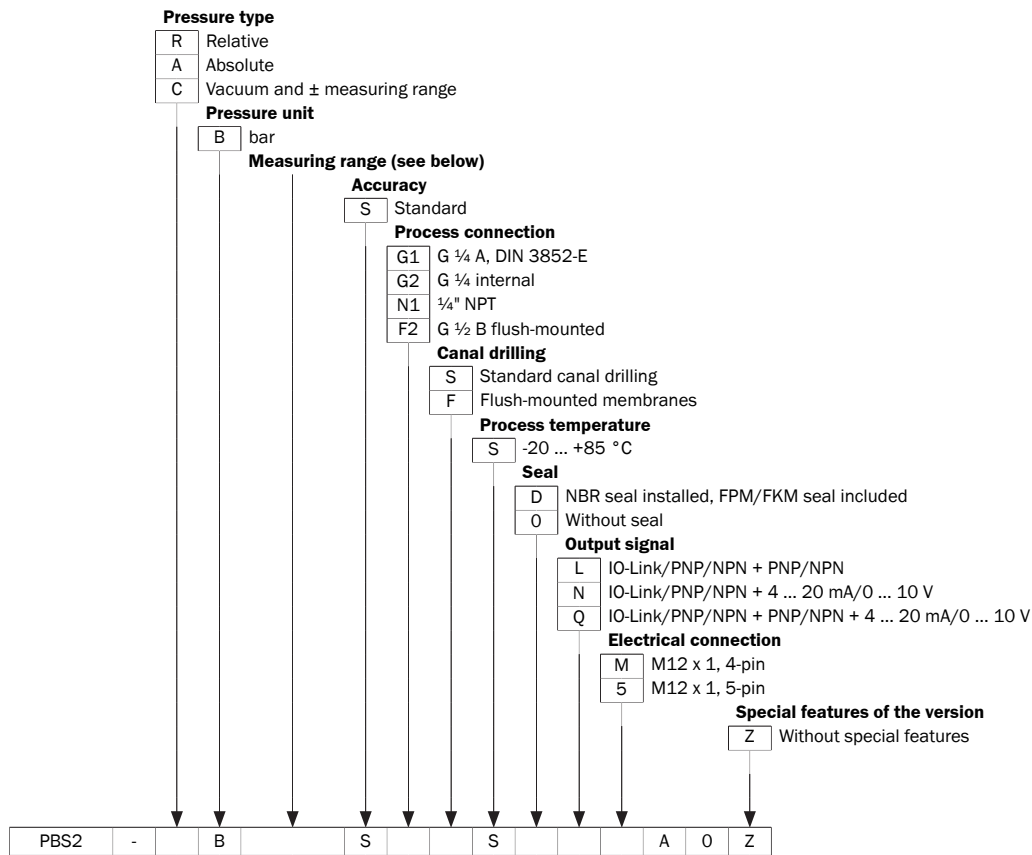 Pressure type
R Relative
A Absolute
C Vacuum and ± measuring range
Pressure unit
B bar
Measuring range (see below)
Accuracy
S Standard
Process connection
G1 G ¼ A, DIN 3852-E
G2 G ¼ internal
N1 ¼" NPT
F2 G ½ B flush-mounted
Canal drilling
S Standard canal drilling
F Flush-mounted membranes
Process temperature
S -20 ... +85 °C
Seal
D NBR seal installed, FPM/FKM seal included
0 Without seal
Output signal
L IO-Link/PNP/NPN + PNP/NPN
N IO-Link/PNP/NPN + 4 ... 20 mA/0 ... 10 V
Q IO-Link/PNP/NPN + PNP/NPN + 4 ... 20 mA/0 ... 10 V
Electrical connection
M M12 x 1, 4-pin
5 M12 x 1, 5-pin
Special features of the version
Z Without special features
PBS2 - B S S A 0 Z